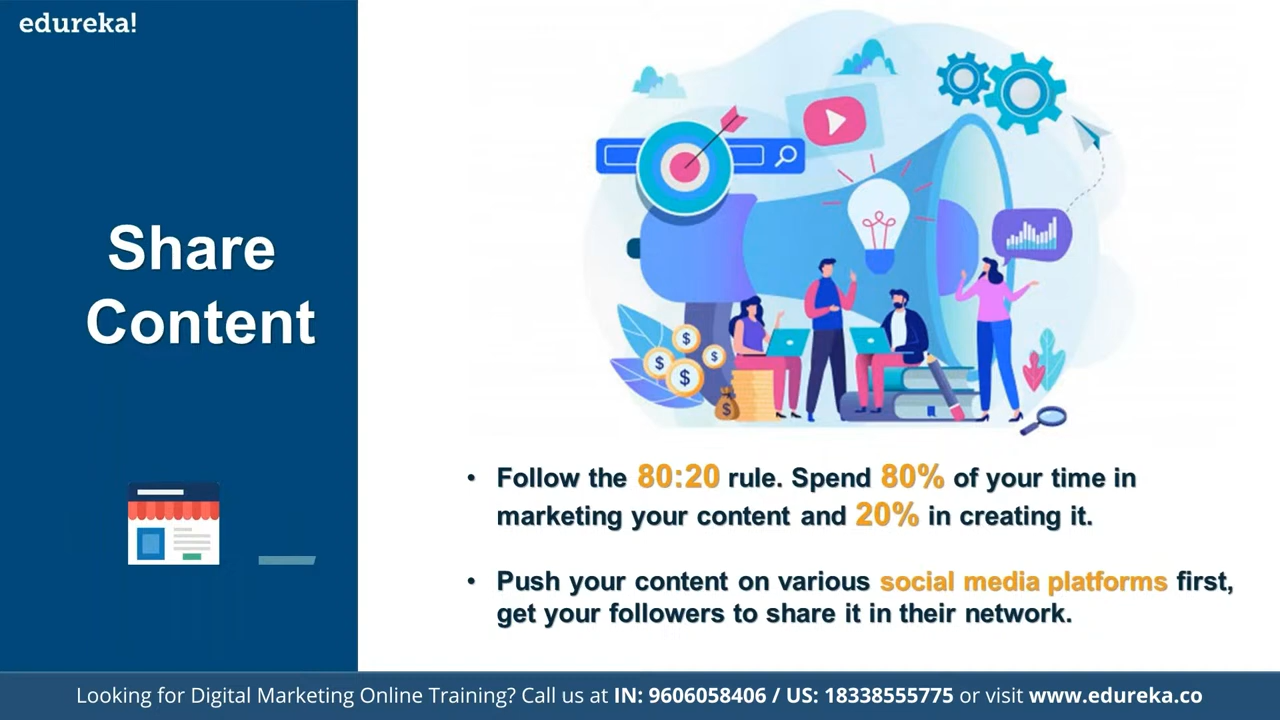 edureka!
Share
Content
• Follow the 80:20 rule. Spend 80% of your time in
marketing your content and 20% in creating it.
• Push your content on various social media platforms first,
get your followers to share it in their network.
Looking for Digital Marketing Online Training? Call us at IN: 9606058406 / US: 18338555775 or visit www.edureka.co